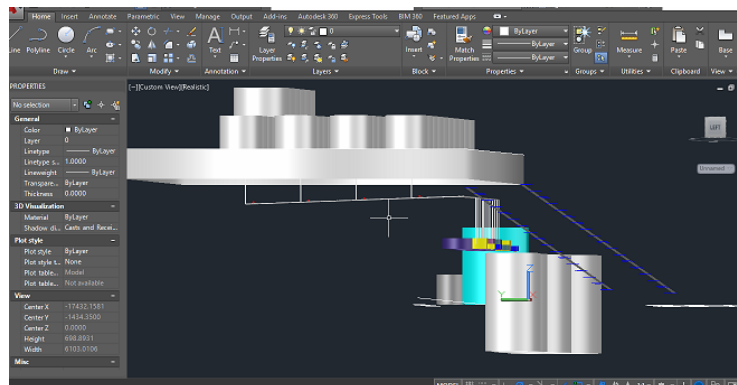 Home Insert Annotate Parametric View Manage Output Add-ins Autodesk 360 Express Tools BIM 360 Featured Apps
Line Polyline Circle Arc
Text
Layer Properties
0
Insert
Match Properties
ByLayer
ByLayer
ByLayer
Group
Measure
Paste
Base
Draw Modify Annotation Layers Block Properties Groups Utilities Clipboard View
PROPERTIES
[-][Custom View][Realistic]
No selection
General
Color ByLayer
Layer 0
Linetype ByLayer
Linetype s... 1.0000
Lineweight ByLayer
Transpare... ByLayer
Thickness 0.0000
3D Visualization
Material ByLayer
Shadow di... Casts and Recei...
Plot style
Plot style ByLayer
Plot style t... None
Plot table... Model
Plot table... Not available
View
Center X -17432.1581
Center Y -1434.3500
Center Z 0.0000
Height 698.8931
Width 6103.0106
Misc
LEFT
Unnamed
Z
Y
MODEL